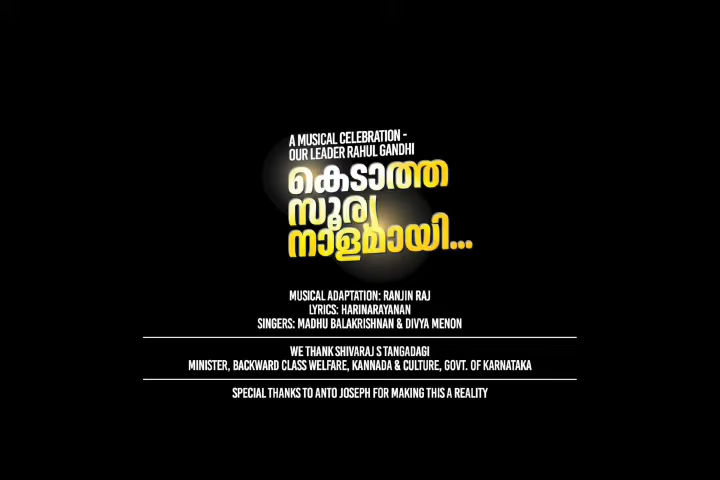 A MUSICAL CELEBRATION -
OUR LEADER RAHUL GANDHI
കെടാത്ത
സൂര്യ
നാളമായി...
MUSICAL ADAPTATION: RANJIN RAJ
LYRICS: HARINARAYANAN
SINGERS: MADHU BALAKRISHNAN & DIVYA MENON
WE THANK SHIVARAJ S TANGADAGI
MINISTER, BACKWARD CLASS WELFARE, KANNADA & CULTURE, GOVT. OF KARNATAKA
SPECIAL THANKS TO ANTO JOSEPH FOR MAKING THIS A REALITY